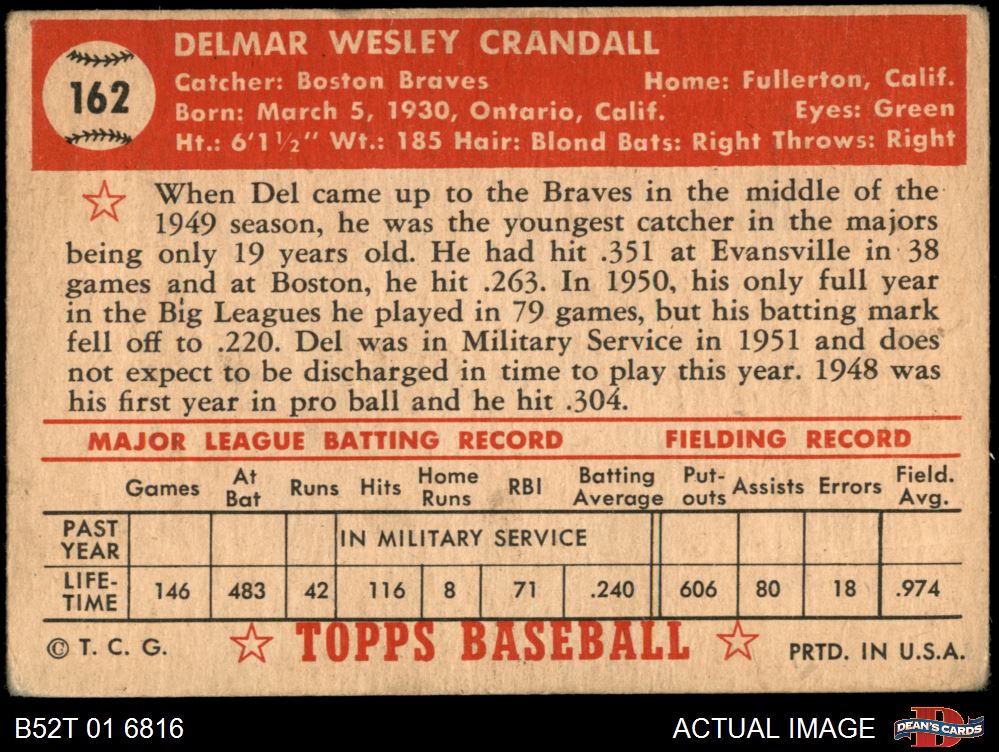 DELMAR WESLEY CRANDALL
162
Catcher: Boston Braves Home: Fullerton, Calif.
Born: March 5, 1930, Ontario, Calif. Eyes: Green
Ht.: 6'1½" Wt.: 185 Hair: Blond Bats: Right Throws: Right
When Del came up to the Braves in the middle of the
1949 season, he was the youngest catcher in the majors
being only 19 years old. He had hit .351 at Evansville in 38
games and at Boston, he hit .263. In 1950, his only full year
in the Big Leagues he played in 79 games, but his batting mark
fell off to .220. Del was in Military Service in 1951 and does
not expect to be discharged in time to play this year. 1948 was
his first year in pro ball and he hit .304.
MAJOR LEAGUE BATTING RECORD FIELDING RECORD
Games At Bat Runs Hits Home Runs RBI Batting Average Put-outs Assists Errors Field. Avg.
PAST YEAR IN MILITARY SERVICE
LIFE-TIME 146 483 42 116 8 71 .240 606 80 18 .974
© T. C. G. TOPPS BASEBALL PRTD. IN U.S.A.
B52T 01 6816 ACTUAL IMAGE DEAN'S CARDS